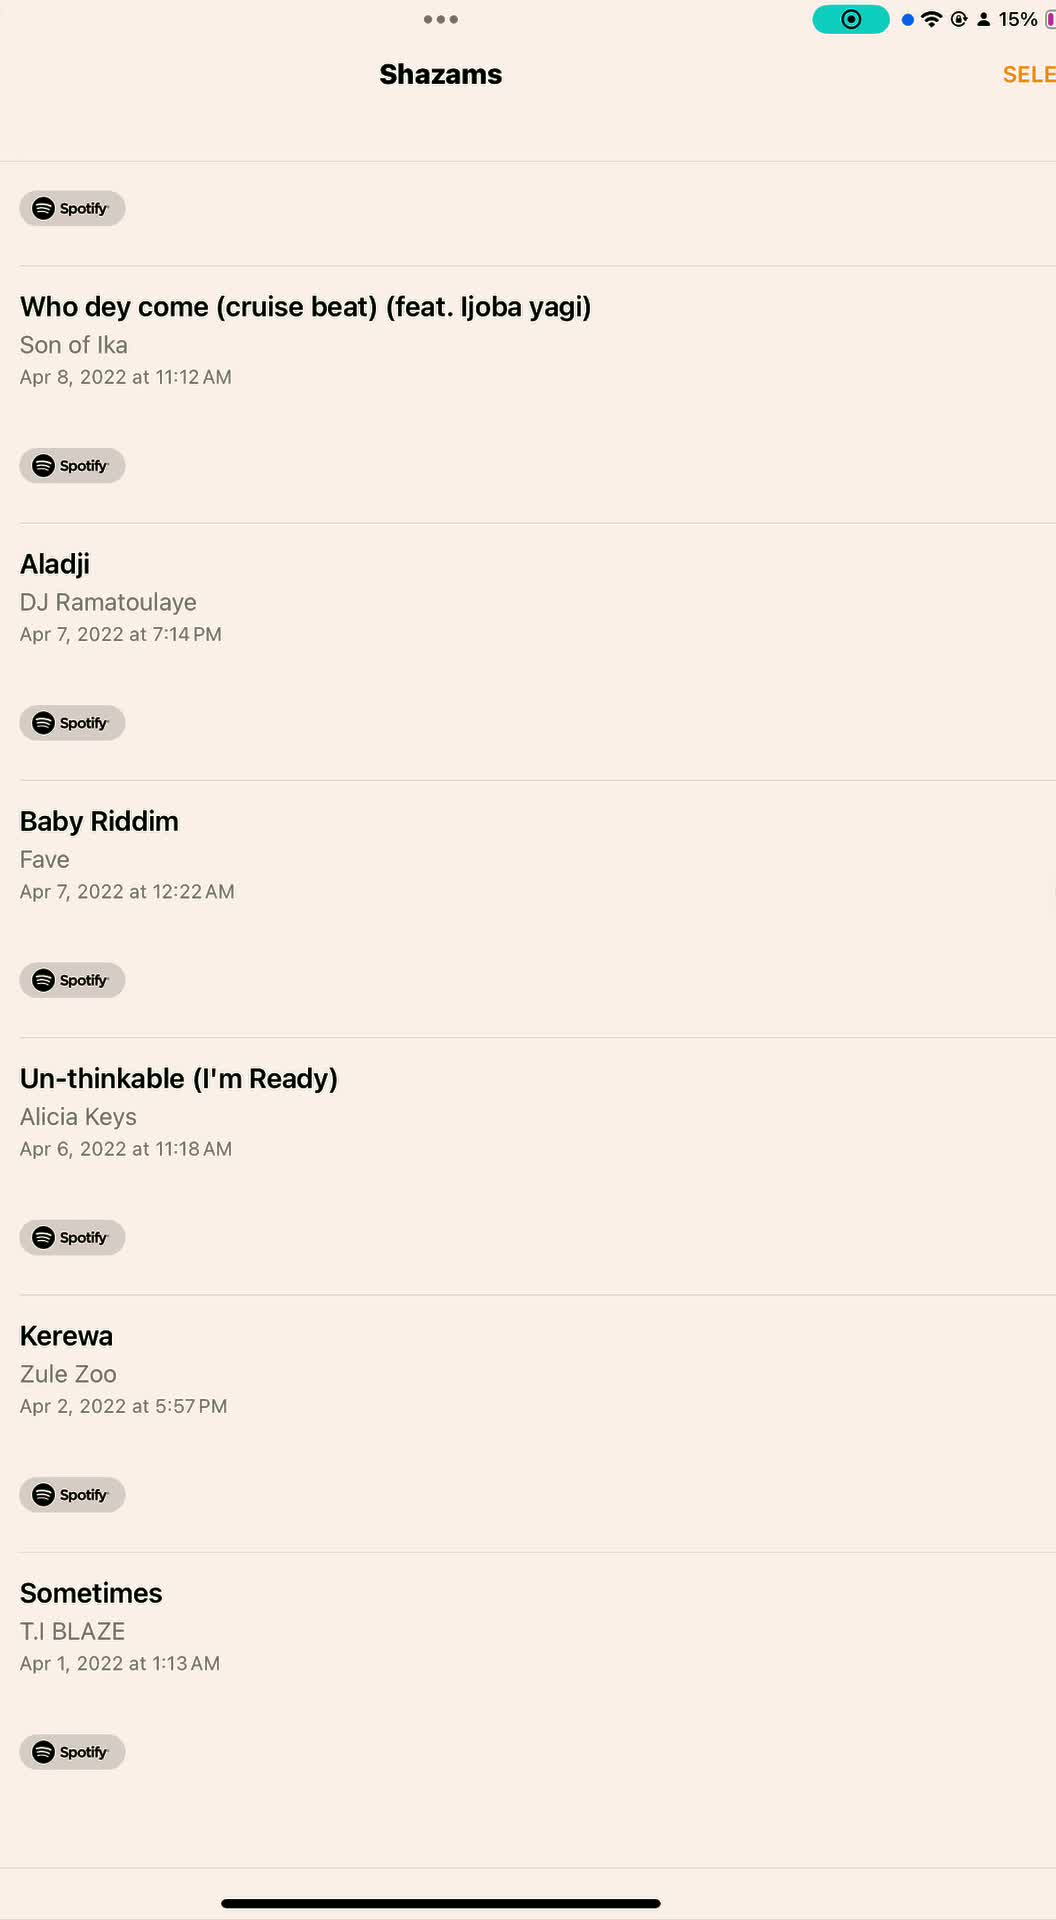 15%
Shazams
SELE
Spotify
Who dey come (cruise beat) (feat. Ijoba yagi)
Son of Ika
Apr 8, 2022 at 11:12 AM
Spotify
Aladji
DJ Ramatoulaye
Apr 7, 2022 at 7:14 PM
Spotify
Baby Riddim
Fave
Apr 7, 2022 at 12:22 AM
Spotify
Un-thinkable (I'm Ready)
Alicia Keys
Apr 6, 2022 at 11:18 AM
Spotify
Kerewa
Zule Zoo
Apr 2, 2022 at 5:57 PM
Spotify
Sometimes
T.I BLAZE
Apr 1, 2022 at 1:13 AM
Spotify